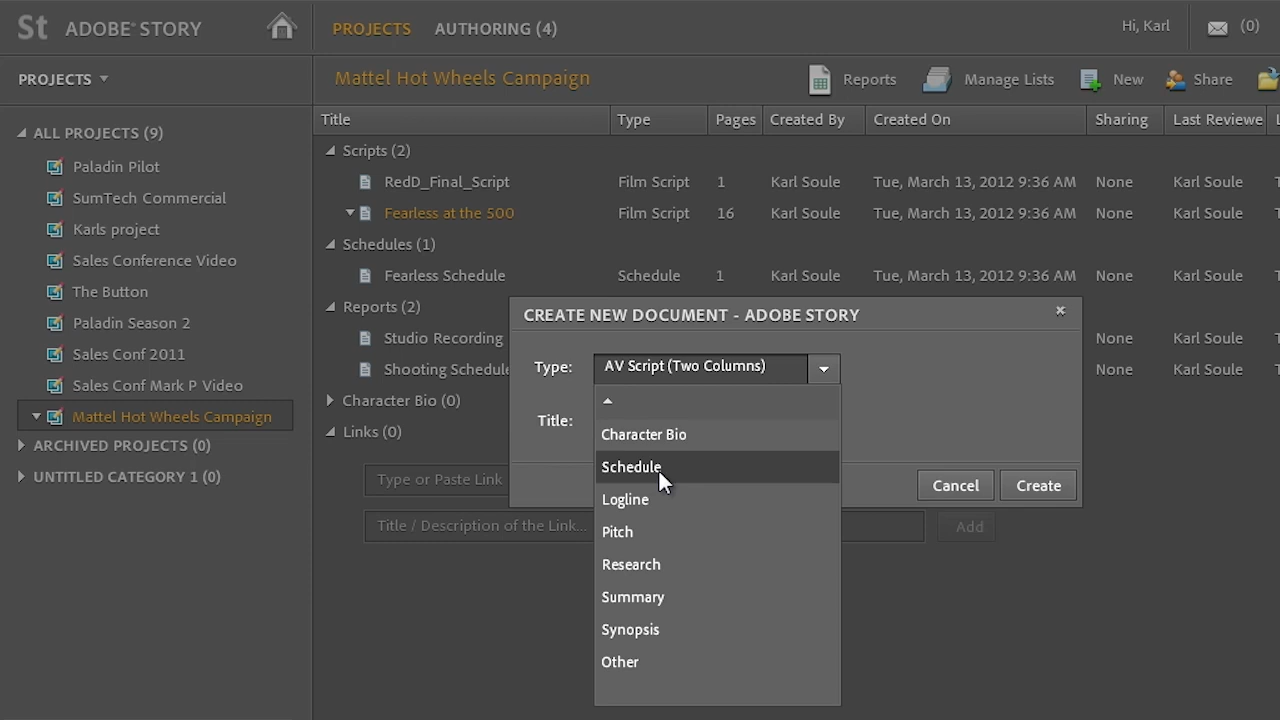 St ADOBE® STORY
PROJECTS AUTHORING (4)
Hi, Karl (0)
PROJECTS
Mattel Hot Wheels Campaign
Reports Manage Lists New Share
Title Type Pages Created By Created On Sharing Last Reviewe
ALL PROJECTS (9)
Paladin Pilot
SumTech Commercial
Karls project
Sales Conference Video
The Button
Paladin Season 2
Sales Conf 2011
Sales Conf Mark P Video
Mattel Hot Wheels Campaign
ARCHIVED PROJECTS (0)
UNTITLED CATEGORY 1 (0)
Scripts (2)
RedD_Final_Script Film Script 1 Karl Soule Tue, March 13, 2012 9:36 AM None Karl Soule
Fearless at the 500 Film Script 16 Karl Soule Tue, March 13, 2012 9:36 AM None Karl Soule
Schedules (1)
Fearless Schedule Schedule 1 Karl Soule Tue, March 13, 2012 9:36 AM None Karl Soule
Reports (2)
Studio Recording None Karl Soule
Shooting Schedule None Karl Soule
Character Bio (0)
Links (0)
Type or Paste Link
Title / Description of the Link...
Add
CREATE NEW DOCUMENT - ADOBE STORY
Type: AV Script (Two Columns)
Title:
Character Bio
Schedule
Logline
Pitch
Research
Summary
Synopsis
Other
Cancel Create